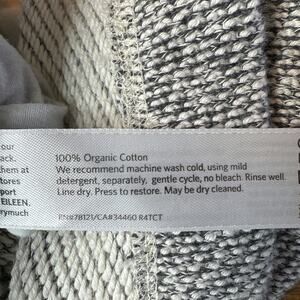 our
ack.
em at
tores
port
EILEEN.
rymuch
100% Organic Cotton
We recommend machine wash cold, using mild
detergent, separately, gentle cycle, no bleach. Rinse well.
Line dry. Press to restore. May be dry cleaned.
RN#78121/CA#34460 R4TCT